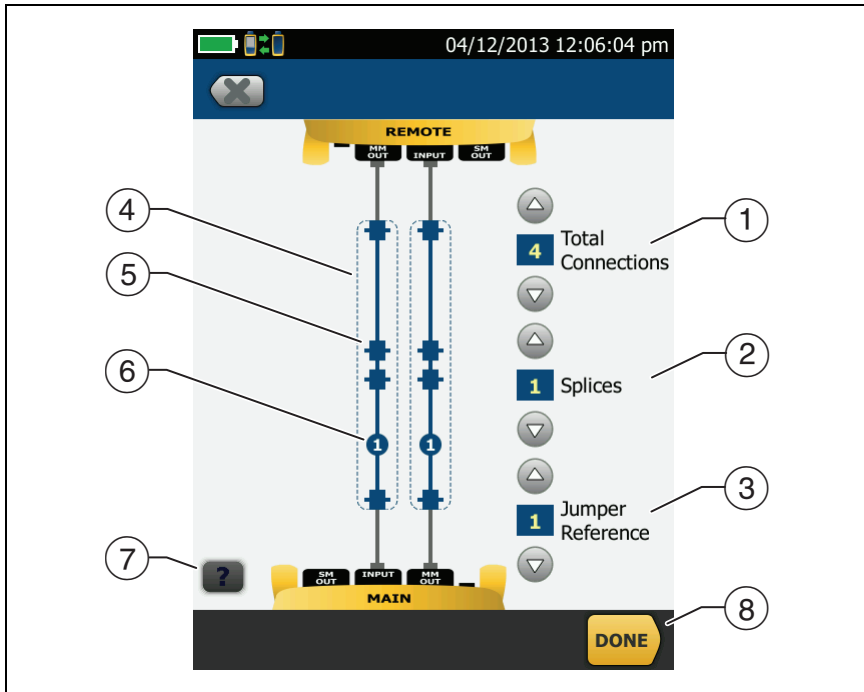 04/12/2013 12:06:04 pm
REMOTE
MM OUT
INPUT
SM OUT
4
1
5
4 Total Connections
2
6
1 Splices
1
1
3
1 Jumper Reference
7
?
SM OUT
INPUT
MM OUT
MAIN
8
DONE